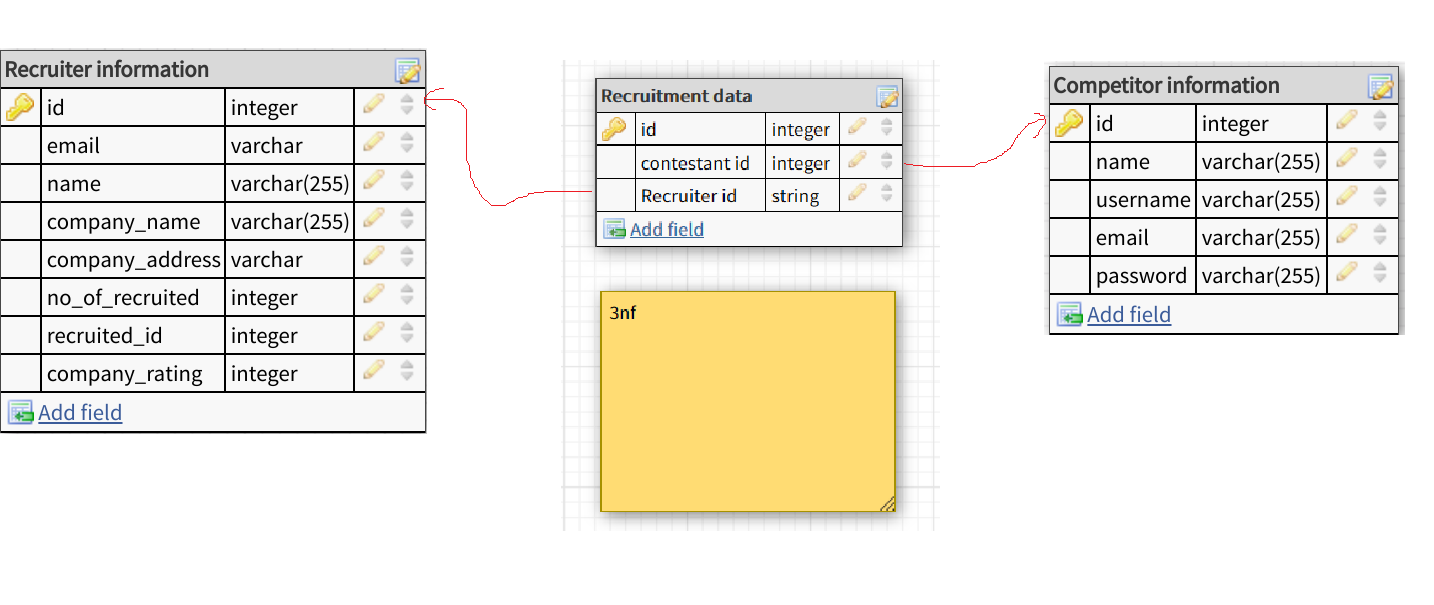 Recruiter information
id integer
email varchar
name varchar(255)
company_name varchar(255)
company_address varchar
no_of_recruited integer
recruited_id integer
company_rating integer
Add field
Recruitment data
id integer
contestant id integer
Recruiter id string
Add field
3nf
Competitor information
id integer
name varchar(255)
username varchar(255)
email varchar(255)
password varchar(255)
Add field